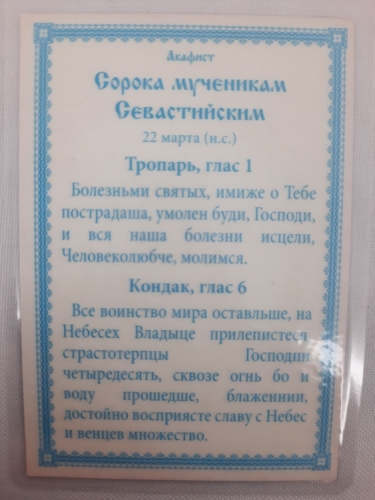 Акафист
Сорока мученикам
Севастийским
22 марта (н.с.)
Тропарь, глас 1
Болезньми святых, имиже о Тебе
пострадаша, умолен буди, Господи,
и вся наша болезни исцели,
Человеколюбче, молимся.
Кондак, глас 6
Все воинство мира оставльше, на
Небесех Владыце прилепистеся,
страстотерпцы Господни
четыредесять, сквозе огнь бо и
воду прошедше, блаженнии,
достойно восприясте славу с Небес
и венцев множество.